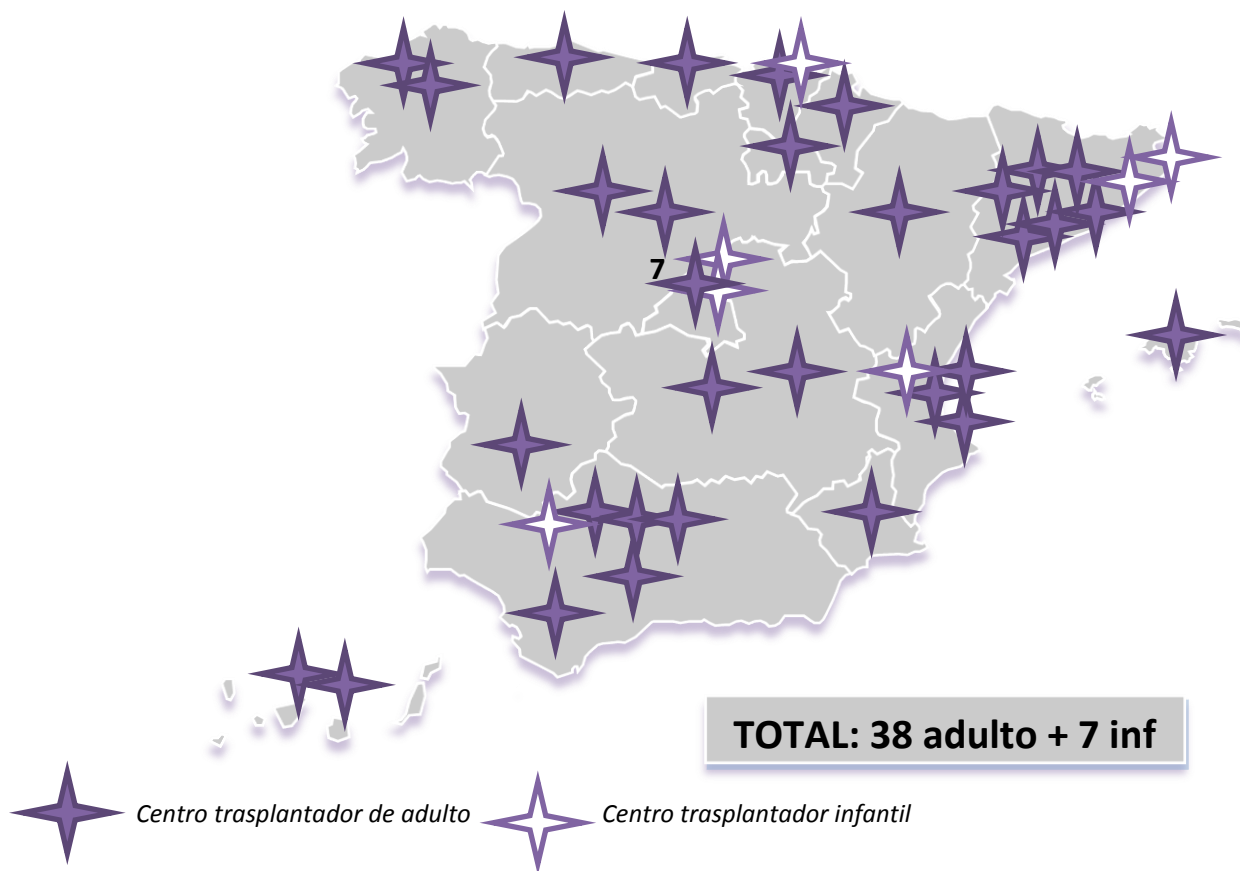 7
TOTAL: 38 adulto + 7 inf
Centro trasplantador de adulto
Centro trasplantador infantil